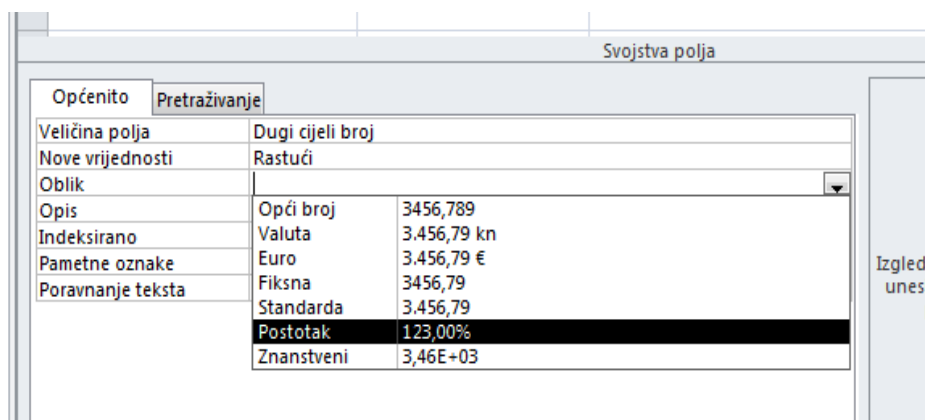 Svojstva polja
Općenito Pretraživanje
Veličina polja Dugi cijeli broj
Nove vrijednosti Rastući
Oblik
Opis
Indeksirano
Pametne oznake
Poravnanje teksta
Opći broj 3456,789
Valuta 3.456,79 kn
Euro 3.456,79 €
Fiksna 3456,79
Standarda 3.456,79
Postotak 123,00%
Znanstveni 3,46E+03
Izgled
unes